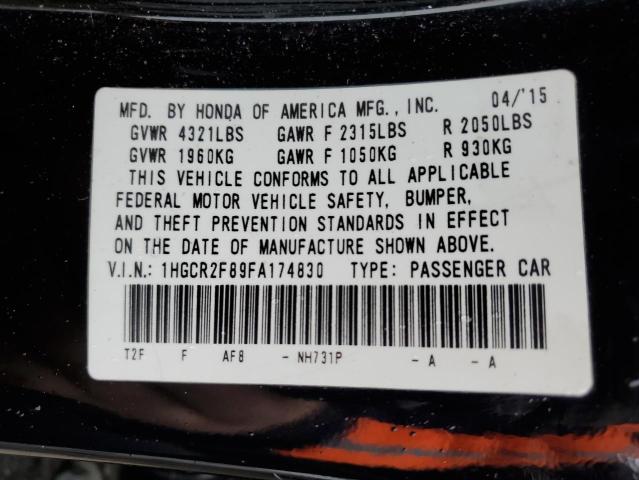 MFD. BY HONDA OF AMERICA MFG., INC. 04/'15
GVWR 4321LBS GAWR F 2315LBS R 2050LBS
GVWR 1960KG GAWR F 1050KG R 930KG
THIS VEHICLE CONFORMS TO ALL APPLICABLE
FEDERAL MOTOR VEHICLE SAFETY, BUMPER,
AND THEFT PREVENTION STANDARDS IN EFFECT
ON THE DATE OF MANUFACTURE SHOWN ABOVE.
V.I.N.: 1HGCR2F89FA174830 TYPE: PASSENGER CAR
T2F F AF8 - NH731P - A - A